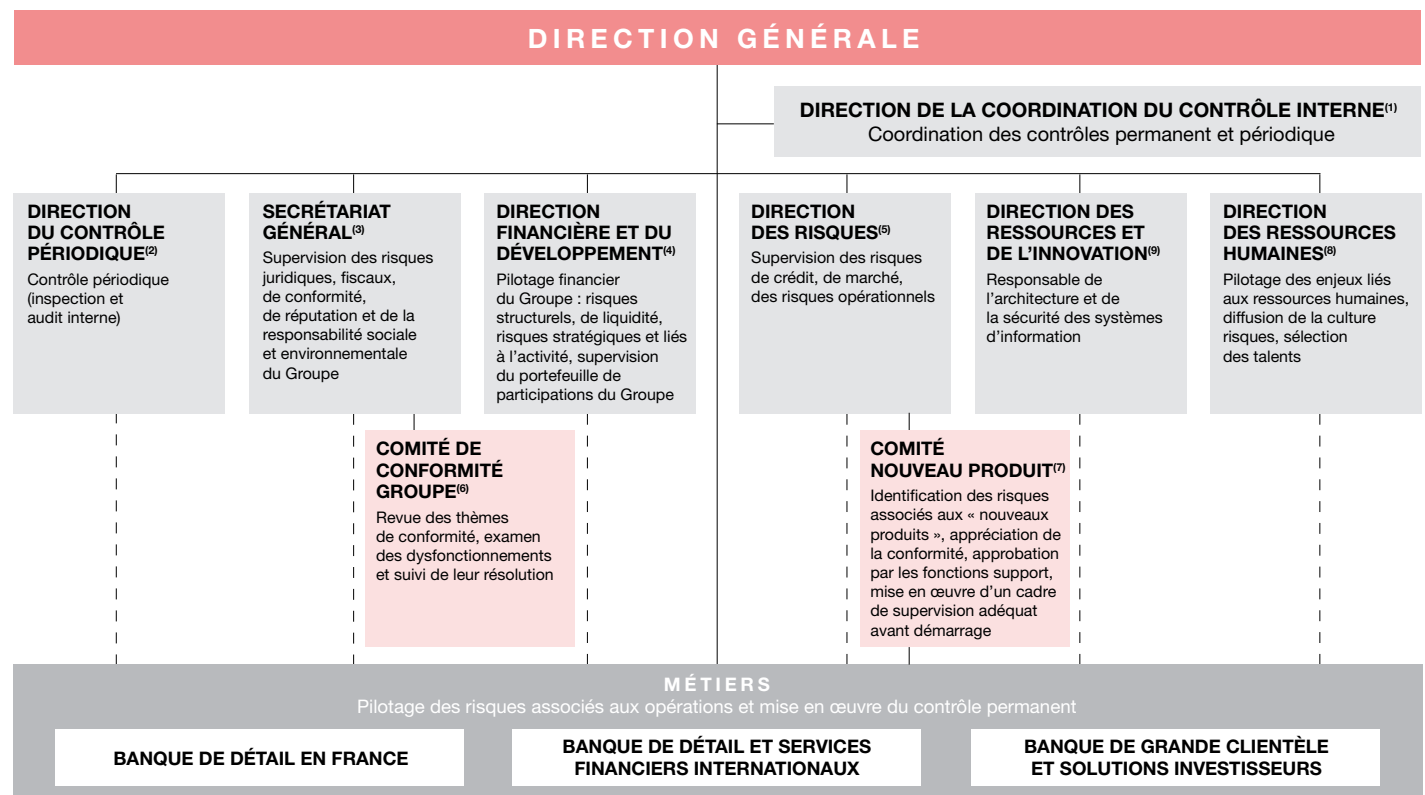 DIRECTION GÉNÉRALE
DIRECTION DE LA COORDINATION DU CONTRÔLE INTERNE(1)
Coordination des contrôles permanent et périodique
DIRECTION
DU CONTRÔLE
PÉRIODIQUE(2)
Contrôle périodique
(inspection et
audit interne)
SECRÉTARIAT
GÉNÉRAL(3)
Supervision des risques
juridiques, fiscaux,
de conformité,
de réputation et de la
responsabilité sociale
et environnementale
du Groupe
DIRECTION
FINANCIÈRE ET DU
DÉVELOPPEMENT(4)
Pilotage financier
du Groupe : risques
structurels, de liquidité,
risques stratégiques et liés
à l’activité, supervision
du portefeuille de
participations du Groupe
DIRECTION
DES RISQUES(5)
Supervision des risques
de crédit, de marché,
des risques opérationnels
DIRECTION DES
RESSOURCES ET
DE L’INNOVATION(9)
Responsable de
l’architecture et de
la sécurité des systèmes
d’information
DIRECTION
DES RESSOURCES
HUMAINES(8)
Pilotage des enjeux liés
aux ressources humaines,
diffusion de la culture
risques, sélection
des talents
COMITÉ DE
CONFORMITÉ
GROUPE(6)
Revue des thèmes
de conformité, examen
des dysfonctionnements
et suivi de leur résolution
COMITÉ
NOUVEAU PRODUIT(7)
Identification des risques
associés aux « nouveaux
produits », appréciation de
la conformité, approbation
par les fonctions support,
mise en œuvre d’un cadre
de supervision adéquat
avant démarrage
MÉTIERS
Pilotage des risques associés aux opérations et mise en œuvre du contrôle permanent
BANQUE DE DÉTAIL EN FRANCE
BANQUE DE DÉTAIL ET SERVICES
FINANCIERS INTERNATIONAUX
BANQUE DE GRANDE CLIENTÈLE
ET SOLUTIONS INVESTISSEURS